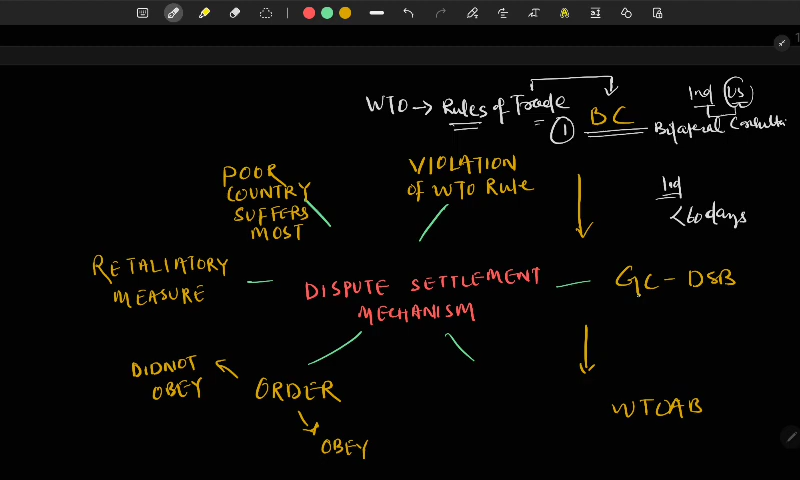 WTO → Rules of Trade
① BC
Ind US
Bilateral Consulta
Ind
< 60 days
VIOLATION
OF WTO Rule
POOR
COUNTRY
SUFFERS
MOST
RETALIATORY
MEASURE
DISPUTE SETTLEMENT
MECHANISM
GC - DSB
DIDNOT
OBEY
ORDER
OBEY
WTOAB